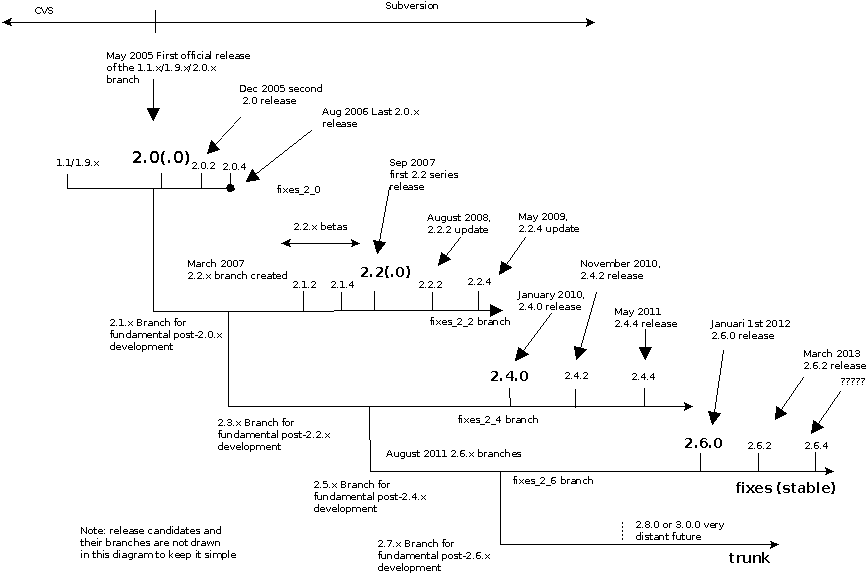 CVS
Subversion
May 2005 First official release
of the 1.1.x/1.9.x/2.0.x
branch
Dec 2005 second
2.0 release
Aug 2006 Last 2.0.x
release
1.1/1.9.x
2.0(.0)
2.0.2
2.0.4
fixes_2_0
Sep 2007
first 2.2 series
release
2.2.x betas
August 2008,
2.2.2 update
May 2009,
2.2.4 update
March 2007
2.2.x branch created
2.1.2
2.1.4
2.2(.0)
2.2.2
2.2.4
2.1.x Branch for
fundamental post-2.0.x
development
fixes_2_2 branch
January 2010,
2.4.0 release
November 2010,
2.4.2 release
May 2011
2.4.4 release
2.4.0
2.4.2
2.4.4
2.3.x Branch for
fundamental post-2.2.x
development
fixes_2_4 branch
Januari 1st 2012
2.6.0 release
March 2013
2.6.2 release
?????
August 2011 2.6.x branches
2.6.0
2.6.2
2.6.4
2.5.x Branch for
fundamental post-2.4.x
development
fixes_2_6 branch
fixes (stable)
Note: release candidates and
their branches are not drawn
in this diagram to keep it simple
2.7.x Branch for
fundamental post-2.6.x
development
2.8.0 or 3.0.0 very
distant future
trunk